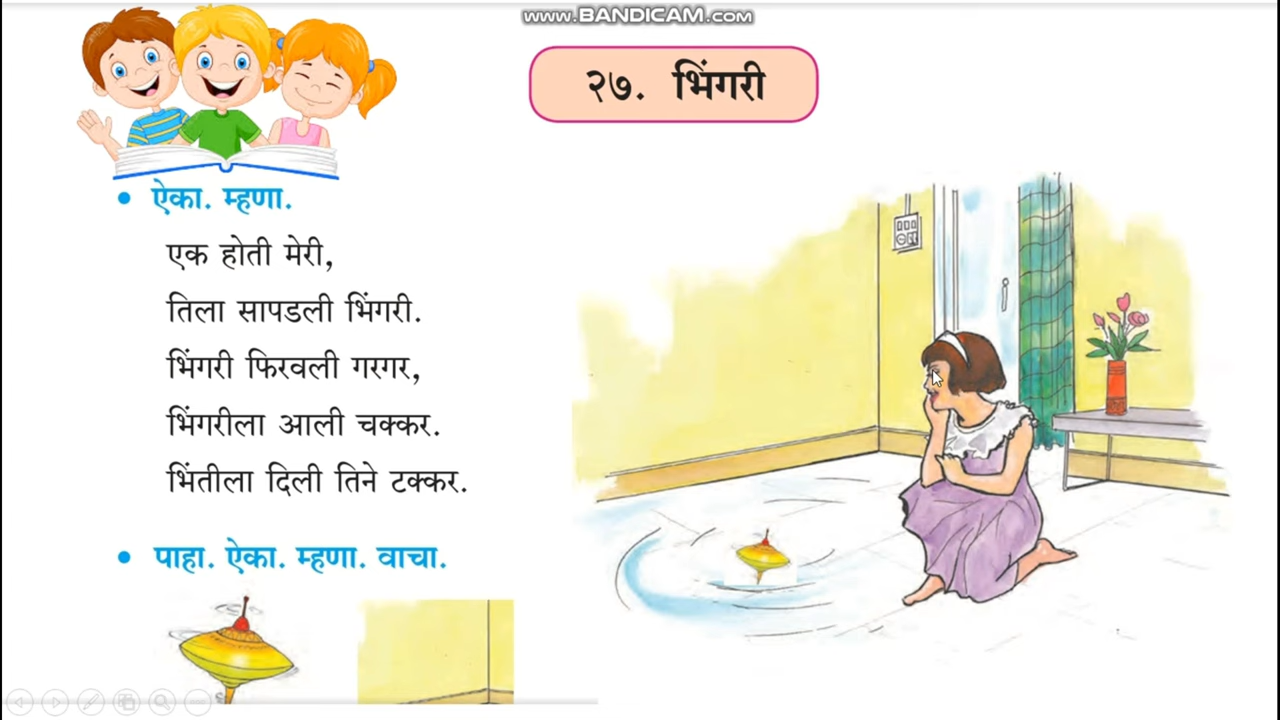 www.BANDICAM.com
२७. भिंगरी
• ऐका. म्हणा.
एक होती मेरी,
तिला सापडली भिंगरी.
भिंगरी फिरवली गरगर,
भिंगरीला आली चक्कर.
भिंतीला दिली तिने टक्कर.
• पाहा. ऐका. म्हणा. वाचा.